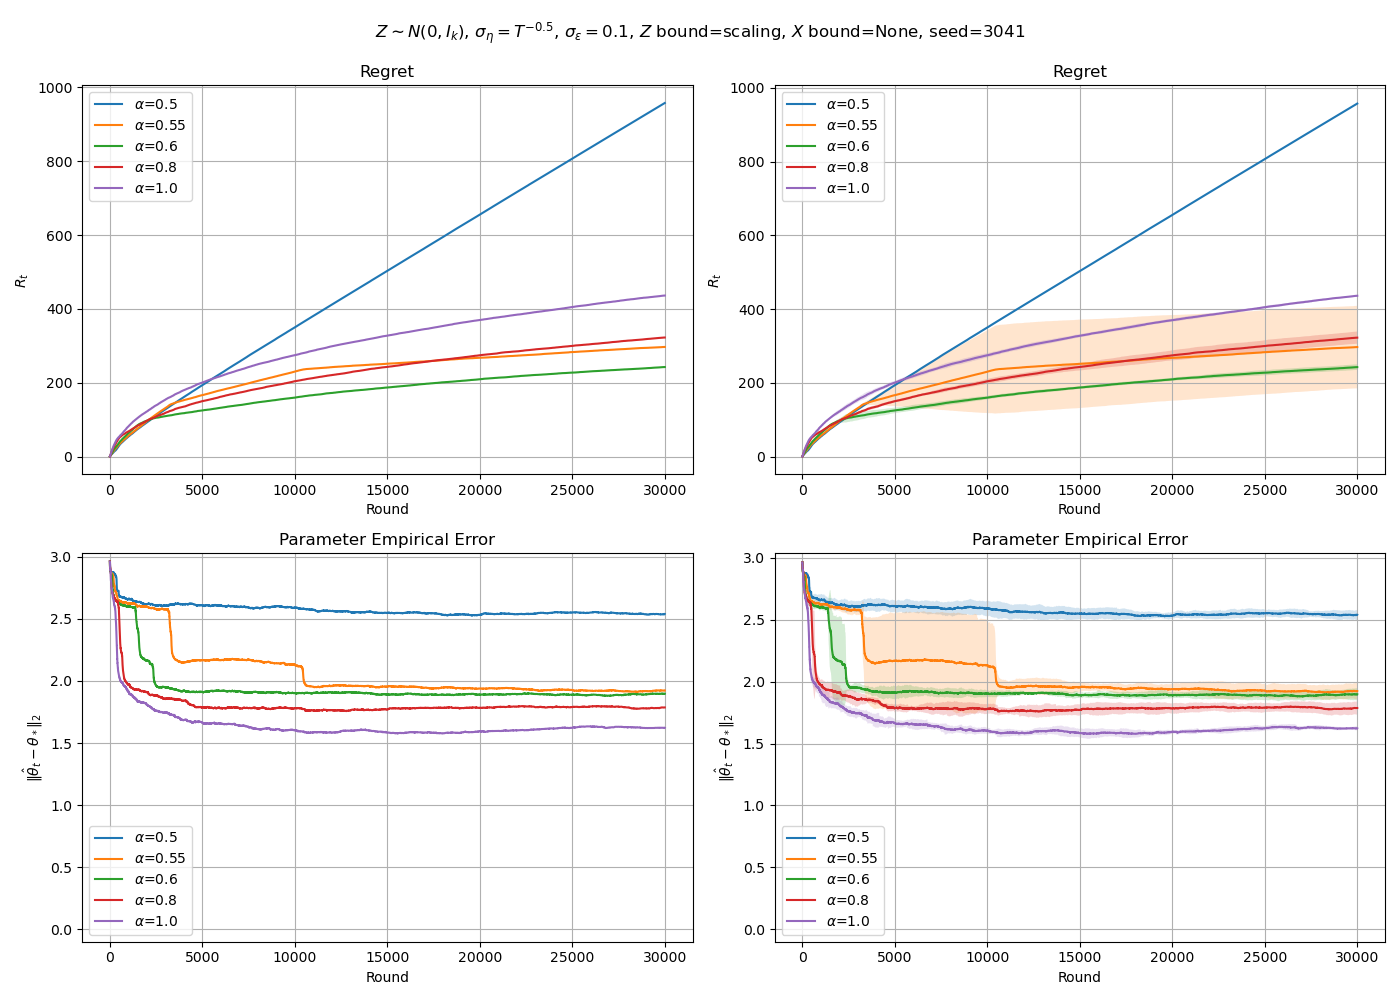 Z ∼ N(0, I_k), σ_η = T^{−0.5}, σ_ε = 0.1, Z bound=scaling, X bound=None, seed=3041
Regret
1000
800
600
400
200
0
R_t
α=0.5
α=0.55
α=0.6
α=0.8
α=1.0
0 5000 10000 15000 20000 25000 30000
Round
Regret
1000
800
600
400
200
0
R_t
α=0.5
α=0.55
α=0.6
α=0.8
α=1.0
0 5000 10000 15000 20000 25000 30000
Round
Parameter Empirical Error
3.0
2.5
2.0
1.5
1.0
0.5
0.0
‖θ̂_t − θ_*‖_2
α=0.5
α=0.55
α=0.6
α=0.8
α=1.0
0 5000 10000 15000 20000 25000 30000
Round
Parameter Empirical Error
3.0
2.5
2.0
1.5
1.0
0.5
0.0
‖θ̂_t − θ_*‖_2
α=0.5
α=0.55
α=0.6
α=0.8
α=1.0
0 5000 10000 15000 20000 25000 30000
Round